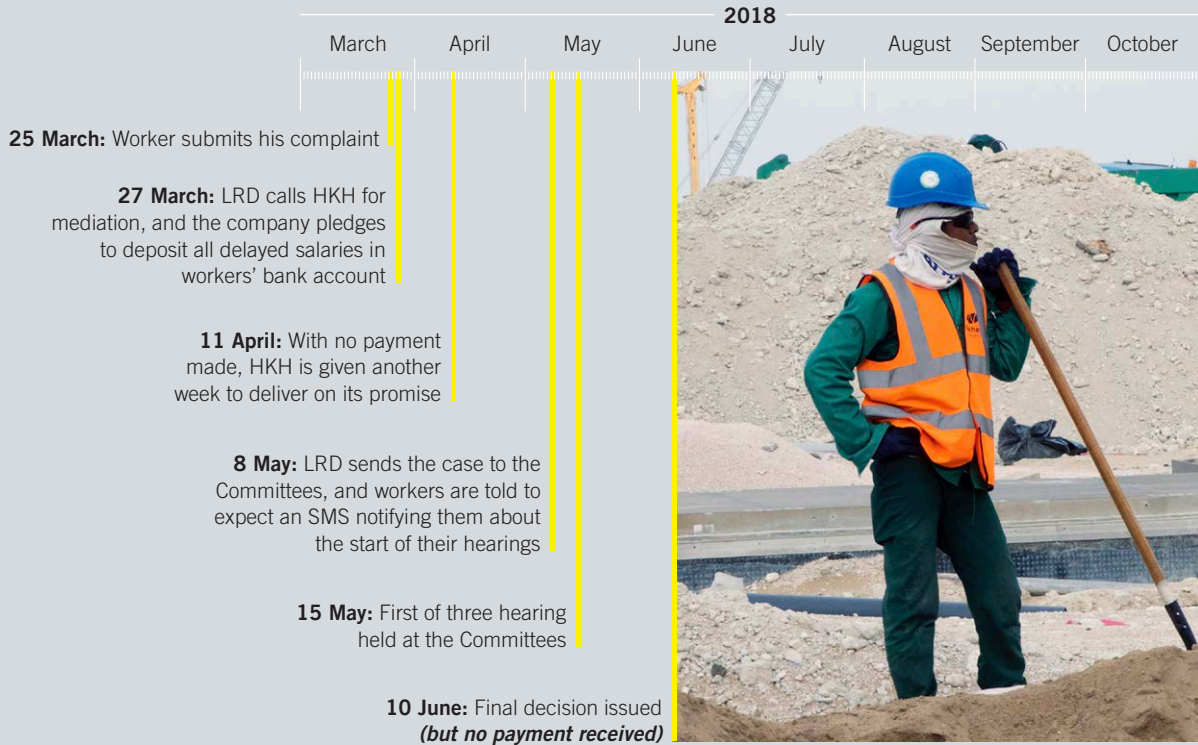 2018
March April May June July August September October
25 March: Worker submits his complaint
27 March: LRD calls HKH for
mediation, and the company pledges
to deposit all delayed salaries in
workers' bank account
11 April: With no payment
made, HKH is given another
week to deliver on its promise
8 May: LRD sends the case to the
Committees, and workers are told to
expect an SMS notifying them about
the start of their hearings
15 May: First of three hearing
held at the Committees
10 June: Final decision issued
(but no payment received)